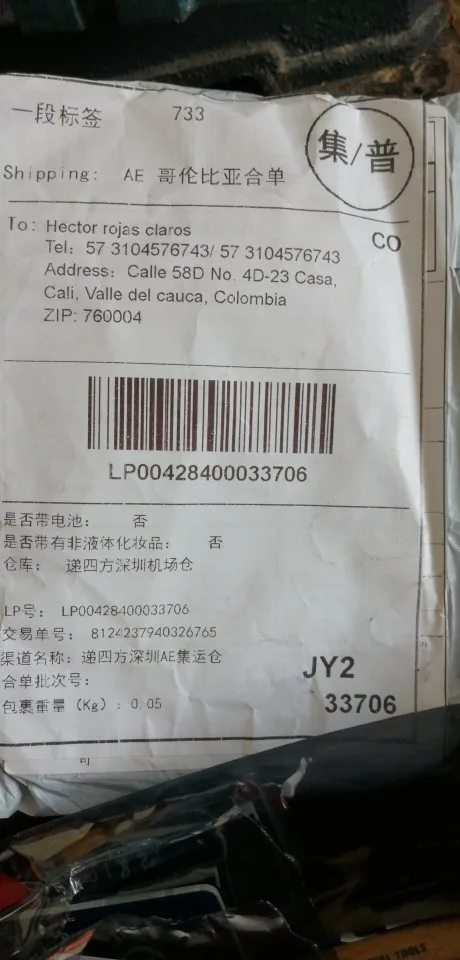 一段标签 733
集/普
Shipping: AE 哥伦比亚合单
To: Hector rojas claros
CO
Tel: 57 3104576743/ 57 3104576743
Address: Calle 58D No. 4D-23 Casa,
Cali, Valle del cauca, Colombia
ZIP: 760004
LP00428400033706
是否带电池: 否
是否带有非液体化妆品: 否
仓库: 递四方深圳机场仓
LP号: LP00428400033706
交易单号: 8124237940326765
渠道名称: 递四方深圳AE集运仓
JY2
合单批次号:
包裹重量 (Kg) : 0.05
33706
TOOLS